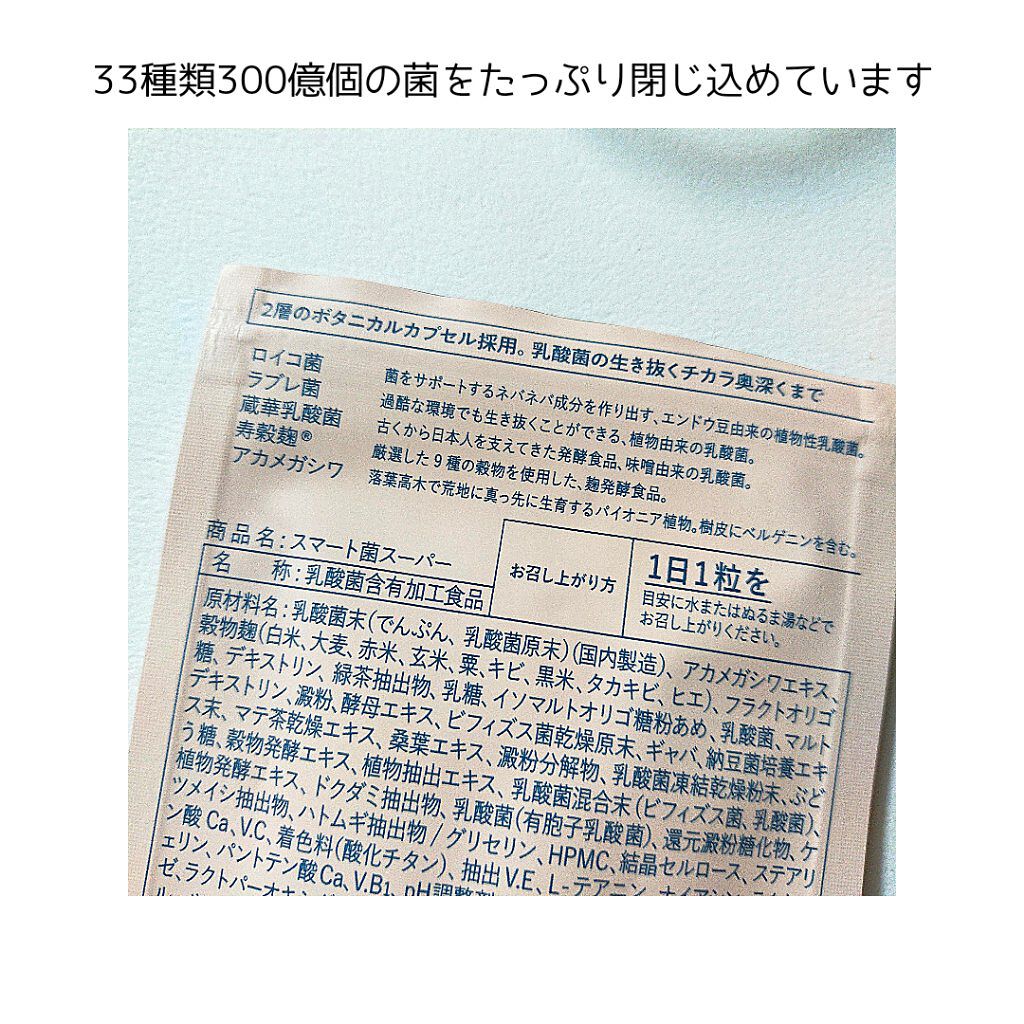 33種類300億個の菌をたっぷり閉じ込めています
2層のボタニカルカプセル採用。乳酸菌の生き抜くチカラ奥深くまで
ロイコ菌 菌をサポートするネバネバ成分を作り出す、エンドウ豆由来の植物性乳酸菌。
ラブレ菌 過酷な環境でも生き抜くことができる、植物由来の乳酸菌。
蔵華乳酸菌 古くから日本人を支えてきた発酵食品、味噌由来の乳酸菌。
寿穀麹® 厳選した9種の穀物を使用した、麹発酵食品。
アカメガシワ 落葉高木で荒地に真っ先に生育するパイオニア植物。樹皮にベルゲニンを含む。
商品名:スマート菌スーパー
名 称:乳酸菌含有加工食品
お召し上がり方
1日1粒を
目安に水またはぬるま湯などで
お召し上がりください。
原材料名:乳酸菌末(でんぷん、乳酸菌原末)(国内製造)、アカメガシワエキス、
穀物麹(白米、大麦、赤米、玄米、粟、キビ、黒米、タカキビ、ヒエ)、フラクトオリゴ
糖、デキストリン、緑茶抽出物、乳糖、イソマルトオリゴ糖粉あめ、乳酸菌、マルト
デキストリン、澱粉、酵母エキス、ビフィズス菌乾燥原末、ギャバ、納豆菌培養エキ
ス末、マテ茶乾燥エキス、桑葉エキス、澱粉分解物、乳酸菌凍結乾燥粉末、ぶど
う糖、穀物発酵エキス、植物抽出エキス、乳酸菌混合末(ビフィズス菌、乳酸菌)、
植物発酵エキス、ドクダミ抽出物、乳酸菌(有胞子乳酸菌)、還元澱粉糖化物、ケ
ツメイシ抽出物、ハトムギ抽出物/グリセリン、HPMC、結晶セルロース、ステアリ
ン酸Ca、V.C、着色料(酸化チタン)、抽出V.E、L-テアニン、ナイアシン
ェリン、パントテン酸Ca、V.B1、pH調整剤
ゼ、ラクトパーオキ